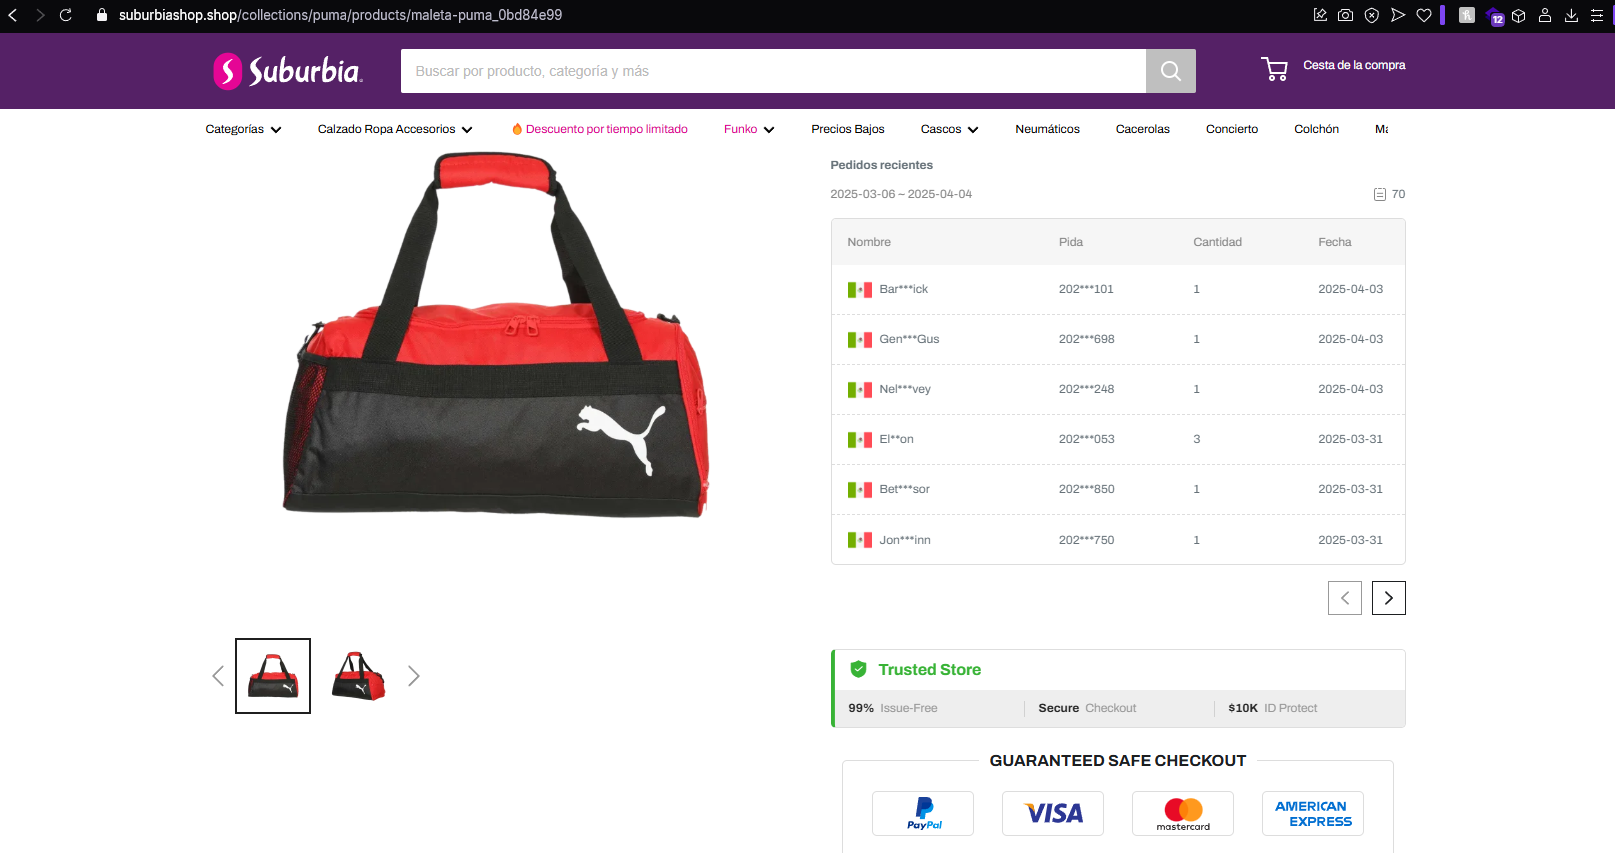 suburbiashop.shop/collections/puma/products/maleta-puma_0bd84e99
12
Suburbia
Buscar por producto, categoría y más
Cesta de la compra
Categorías
Calzado Ropa Accesorios
Descuento por tiempo limitado
Funko
Precios Bajos
Cascos
Neumáticos
Cacerolas
Concierto
Colchón
Ma
Pedidos recientes
2025-03-06 ~ 2025-04-04
70
Nombre Pida Cantidad Fecha
Bar***ick 202***101 1 2025-04-03
Gen***Gus 202***698 1 2025-04-03
Nel***vey 202***248 1 2025-04-03
El**on 202***053 3 2025-03-31
Bet***sor 202***850 1 2025-03-31
Jon***inn 202***750 1 2025-03-31
Trusted Store
99% Issue-Free
Secure Checkout
$10K ID Protect
GUARANTEED SAFE CHECKOUT
PayPal
VISA
mastercard
AMERICAN
EXPRESS